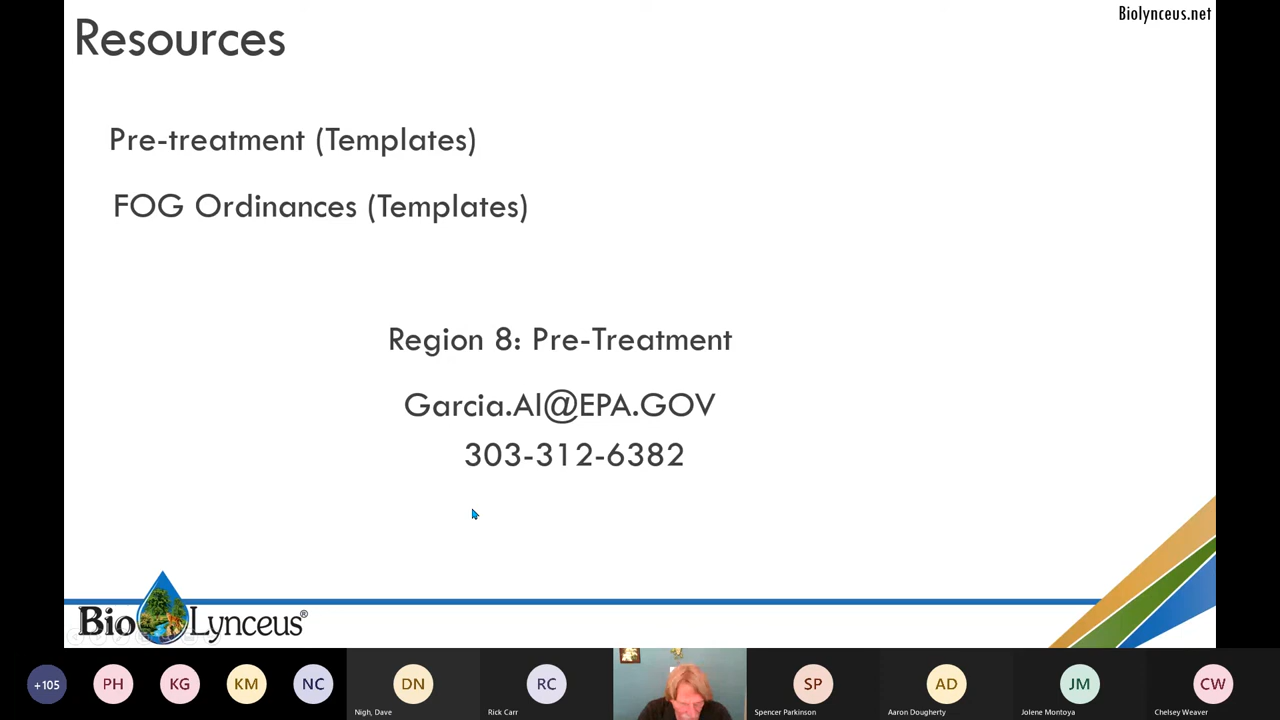 Biolynceus.net
Resources
Pre-treatment (Templates)
FOG Ordinances (Templates)
Region 8: Pre-Treatment
Garcia.Al@EPA.GOV
303-312-6382
BioLynceus®
+105
PH
KG
KM
NC
DN
RC
SP
AD
JM
CW
Nigh, Dave
Rick Carr
Spencer Parkinson
Aaron Dougherty
Jolene Montoya
Chelsey Weaver